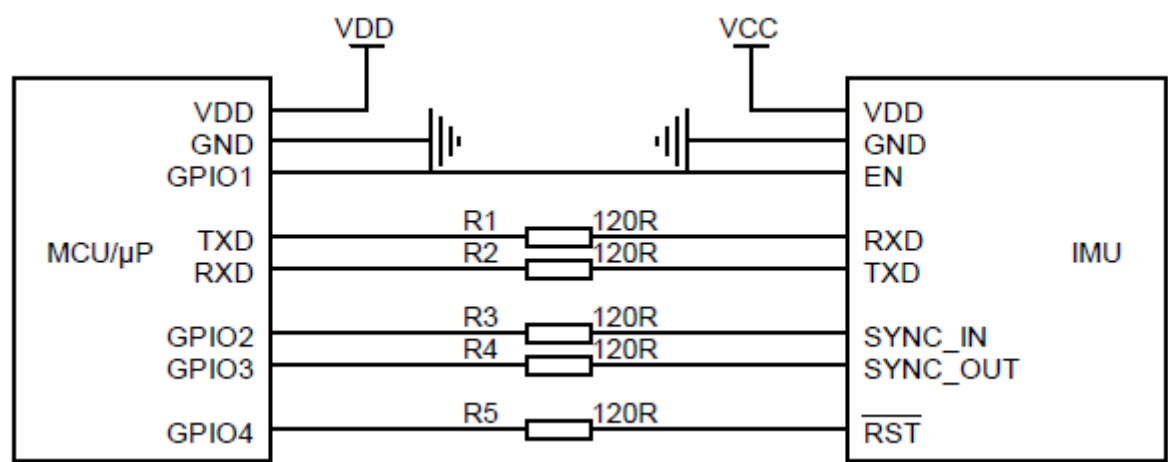 VDD VCC
VDD VDD
GND GND
GPIO1 EN
R1 120R
TXD RXD
MCU/µP R2 120R IMU
RXD TXD
R3 120R
GPIO2 SYNC_IN
R4 120R
GPIO3 SYNC_OUT
R5 120R
GPIO4 RST